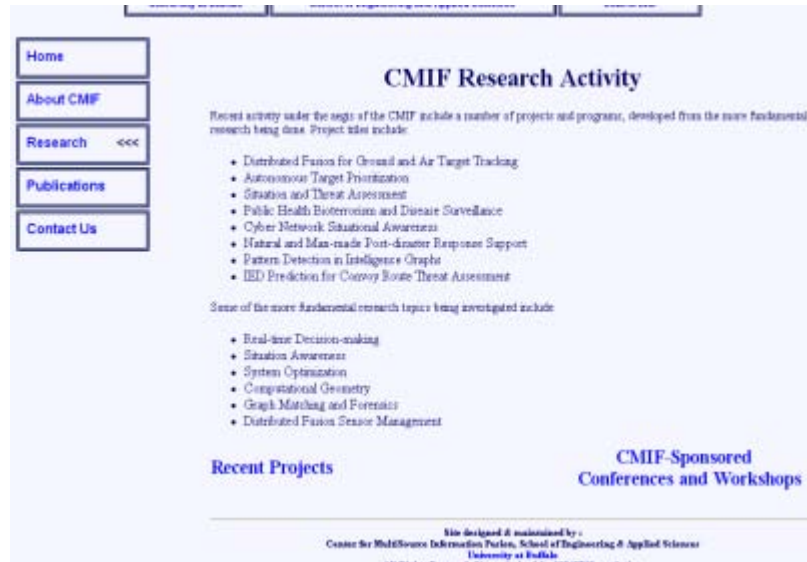 Home
About CMIF
Research <<<
Publications
Contact Us
CMIF Research Activity
Recent activity under the aegis of the CMIF include a number of projects and programs, developed from the more fundamental
research being done. Project titles include:
• Distributed Fusion for Ground and Air Target Tracking
• Autonomous Target Prioritization
• Situation and Threat Assessment
• Public Health Bioterrorism and Disease Surveillance
• Cyber Network Situational Awareness
• Natural and Man-made Post-disaster Response Support
• Pattern Detection in Intelligence Graphs
• IED Prediction for Convoy Route Threat Assessment
Some of the more fundamental research topics being investigated include
• Real-time Decision-making
• Situation Awareness
• System Optimization
• Computational Geometry
• Graph Matching and Forensics
• Distributed Fusion Sensor Management
Recent Projects
CMIF-Sponsored
Conferences and Workshops
Site designed & maintained by :
Center for MultiSource Information Fusion, School of Engineering & Applied Sciences
University at Buffalo